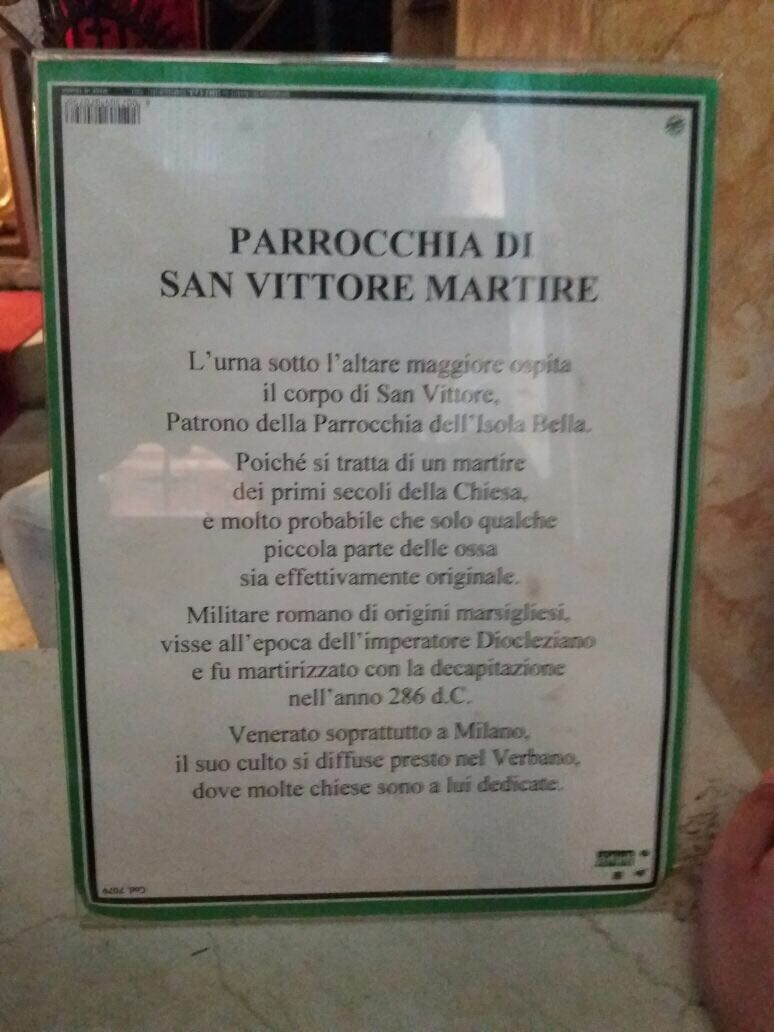 PARROCCHIA DI
SAN VITTORE MARTIRE
L'urna sotto l'altare maggiore ospita
il corpo di San Vittore,
Patrono della Parrocchia dell'Isola Bella.
Poiché si tratta di un martire
dei primi secoli della Chiesa,
è molto probabile che solo qualche
piccola parte delle ossa
sia effettivamente originale.
Militare romano di origini marsigliesi,
visse all'epoca dell'imperatore Diocleziano
e fu martirizzato con la decapitazione
nell'anno 286 d.C.
Venerato soprattutto a Milano,
il suo culto si diffuse presto nel Verbano,
dove molte chiese sono a lui dedicate.
Cod. 7079